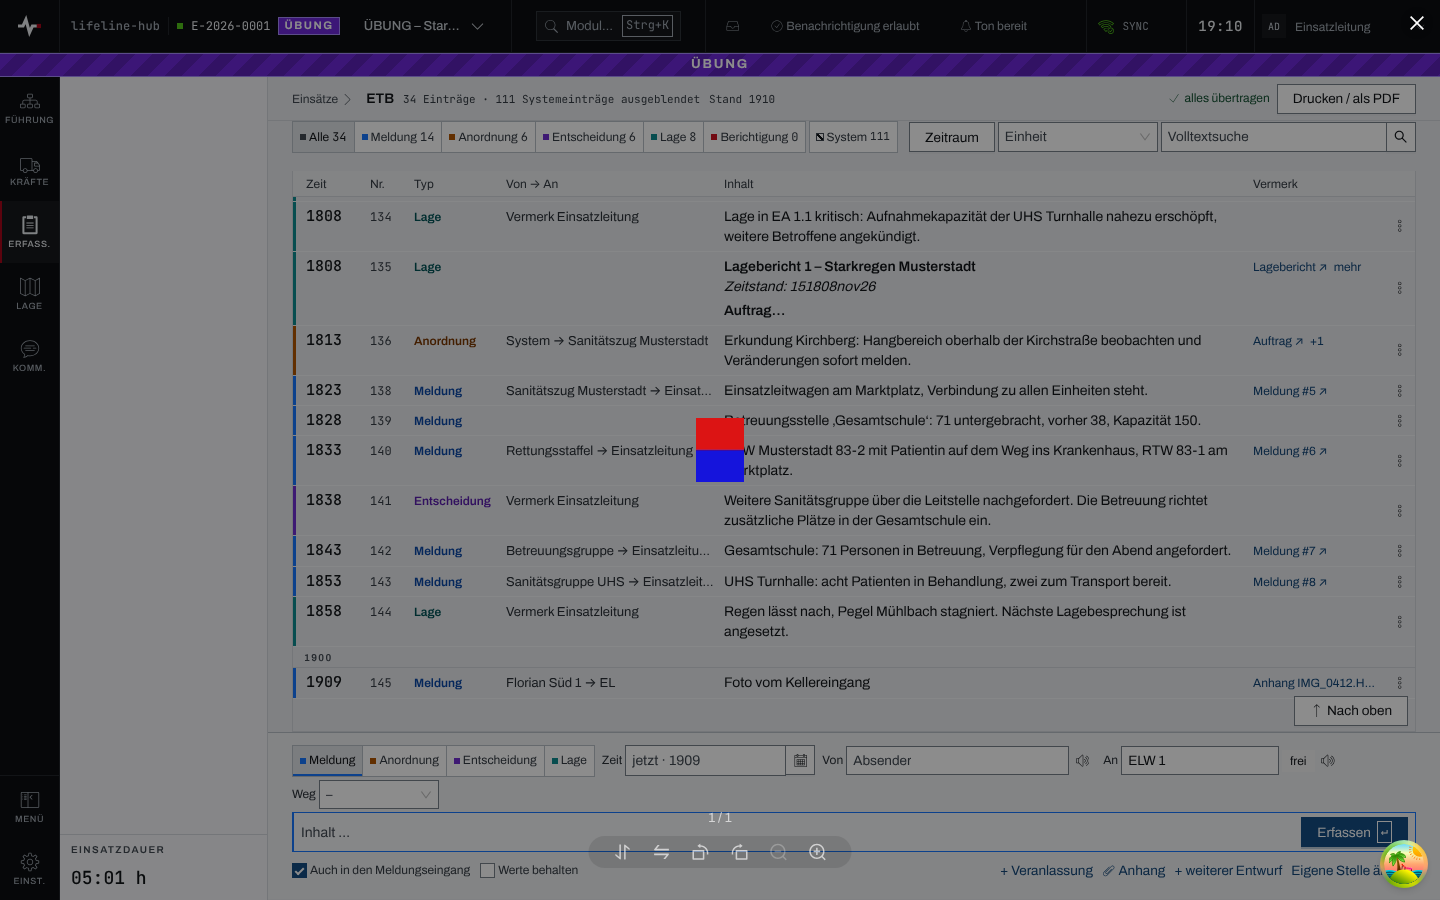 lifeline-hub E-2026-0001 ÜBUNG ÜBUNG – Star... Modul... Strg+K Benachrichtigung erlaubt Ton bereit SYNC 19:10 AD Einsatzleitung
ÜBUNG
FÜHRUNG
KRÄFTE
ERFASS.
LAGE
KOMM.
MENÜ
EINST.
EINSATZDAUER
05:01 h
Einsätze ETB 34 Einträge · 111 Systemeinträge ausgeblendet Stand 1910 alles übertragen Drucken / als PDF
Alle 34 Meldung 14 Anordnung 6 Entscheidung 6 Lage 8 Berichtigung 0 System 111 Zeitraum Einheit Volltextsuche
Zeit Nr. Typ Von → An Inhalt Vermerk
1808 134 Lage Vermerk Einsatzleitung Lage in EA 1.1 kritisch: Aufnahmekapazität der UHS Turnhalle nahezu erschöpft,
weitere Betroffene angekündigt.
1808 135 Lage Lagebericht 1 – Starkregen Musterstadt Lagebericht ↗ mehr
Zeitstand: 151808nov26
Auftrag...
1813 136 Anordnung System → Sanitätszug Musterstadt Erkundung Kirchberg: Hangbereich oberhalb der Kirchstraße beobachten und Auftrag ↗ +1
Veränderungen sofort melden.
1823 138 Meldung Sanitätszug Musterstadt → Einsat... Einsatzleitwagen am Marktplatz, Verbindung zu allen Einheiten steht. Meldung #5 ↗
1828 139 Meldung Betreuungsstelle ‚Gesamtschule‘: 71 untergebracht, vorher 38, Kapazität 150.
1833 140 Meldung Rettungsstaffel → Einsatzleitung Musterstadt 83-2 mit Patientin auf dem Weg ins Krankenhaus, RTW 83-1 am Meldung #6 ↗
1838 141 Entscheidung Vermerk Einsatzleitung Weitere Sanitätsgruppe über die Leitstelle nachgefordert. Die Betreuung richtet
zusätzliche Plätze in der Gesamtschule ein.
1843 142 Meldung Betreuungsgruppe → Einsatzleitu... Gesamtschule: 71 Personen in Betreuung, Verpflegung für den Abend angefordert. Meldung #7 ↗
1853 143 Meldung Sanitätsgruppe UHS → Einsatzleit... UHS Turnhalle: acht Patienten in Behandlung, zwei zum Transport bereit. Meldung #8 ↗
1858 144 Lage Vermerk Einsatzleitung Regen lässt nach, Pegel Mühlbach stagniert. Nächste Lagebesprechung ist
angesetzt.
1900
1909 145 Meldung Florian Süd 1 → EL Foto vom Kellereingang Anhang IMG_0412.H...
↑ Nach oben
Meldung Anordnung Entscheidung Lage Zeit jetzt · 1909 Von Absender An ELW 1 frei
Weg –
1 / 1
Inhalt ... Erfassen ↵
Auch in den Meldungseingang Werte behalten + Veranlassung Anhang + weiterer Entwurf Eigene Stelle